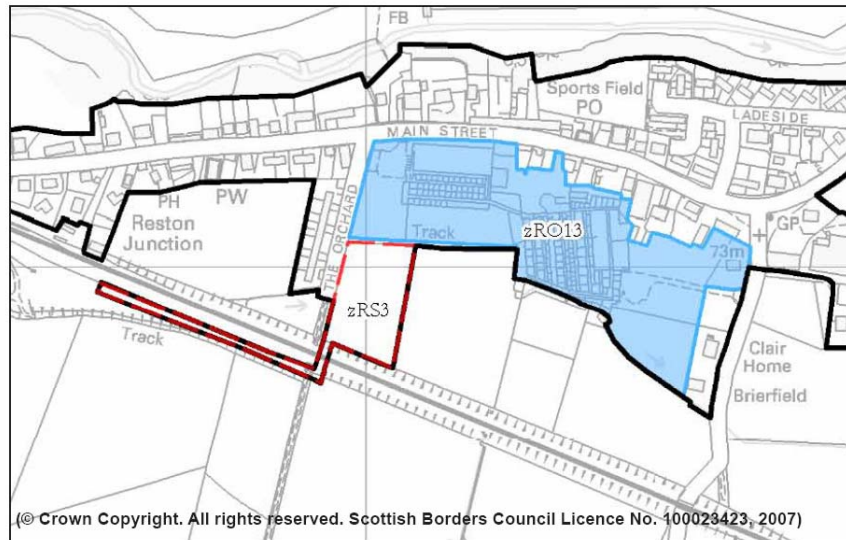 FB
Sports Field
PO
LADESIDE
MAIN STREET
PH
PW
Reston
Junction
THE ORCHARD
Track
zRO13
GP
73m
zRS3
Track
Clair
Home
Brierfield
(© Crown Copyright. All rights reserved. Scottish Borders Council Licence No. 100023423, 2007)